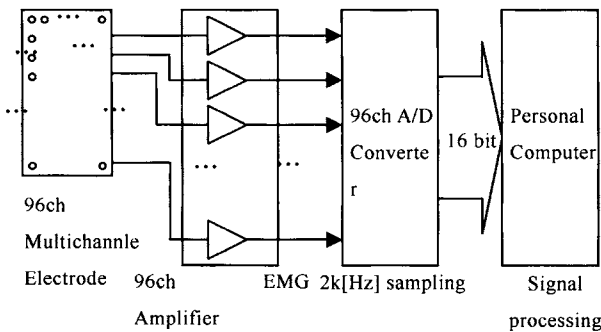 96ch A/D
Converte
r
16 bit
Personal
Computer
96ch
Multichannle
Electrode
96ch
Amplifier
EMG
2k[Hz] sampling
Signal
processing